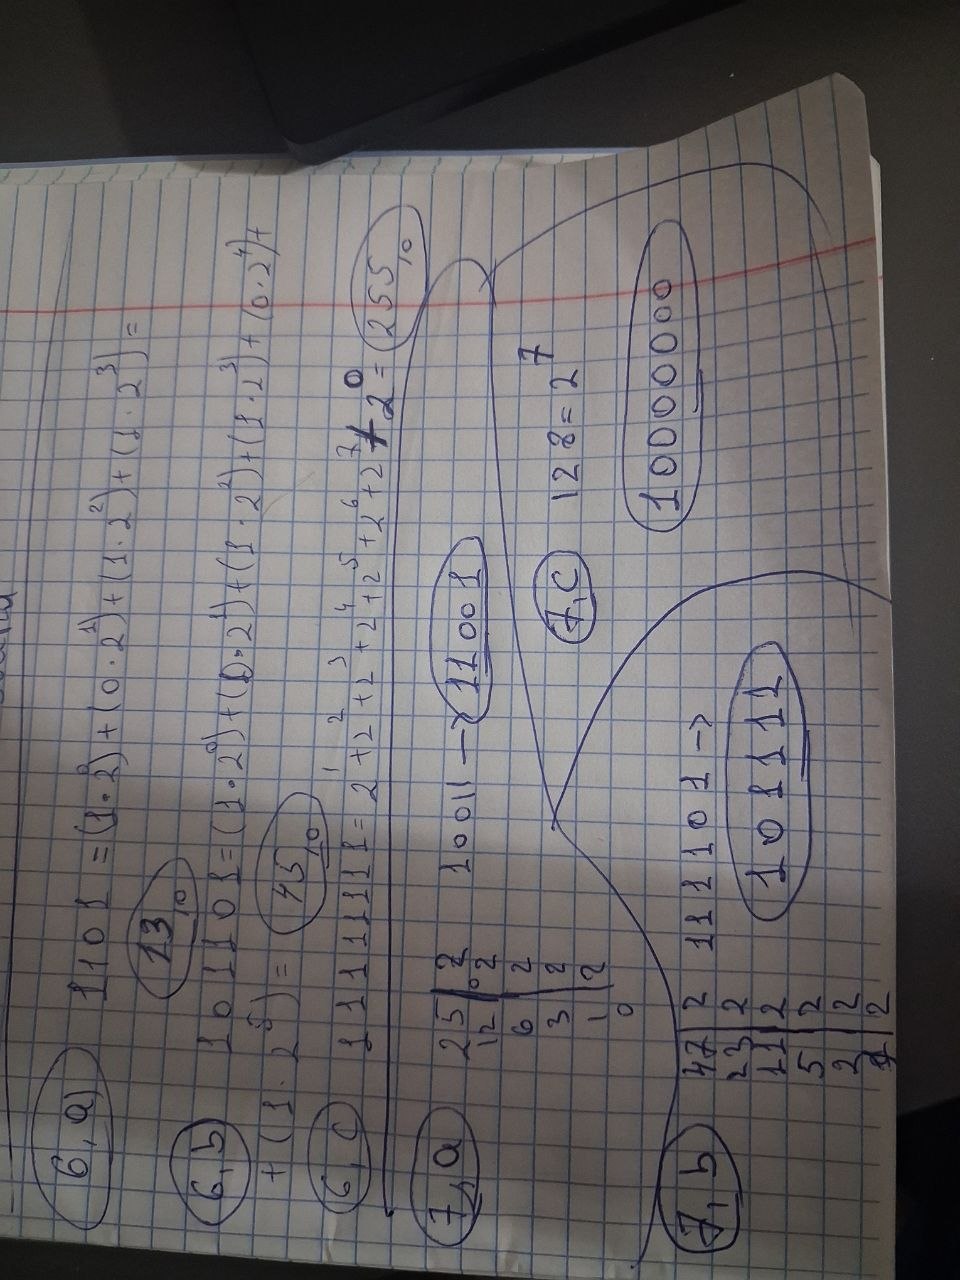 6, a) 1101 = (1·2⁰) + (0·2¹) + (1·2²) + (1·2³) =
13₁₀
6, b 101101 = (1·2⁰) + (0·2¹) + (1·2²) + (1·2³) + (0·2⁴) +
+ (1·2⁵) = 45₁₀
6, C 11111111 = 2¹ + 2² + 2³ + 2⁴ + 2⁵ + 2⁶ + 2⁷ + 2⁰ = 255₁₀
7, a 25 | 2 10011 → 11001
12 | 2
6 | 2
3 | 2
1 | 2
0
7, C 128 = 2⁷
10000000
7, b 47 | 2 111101 →
23 | 2 101111
11 | 2
5 | 2
2 | 2
1 | 2